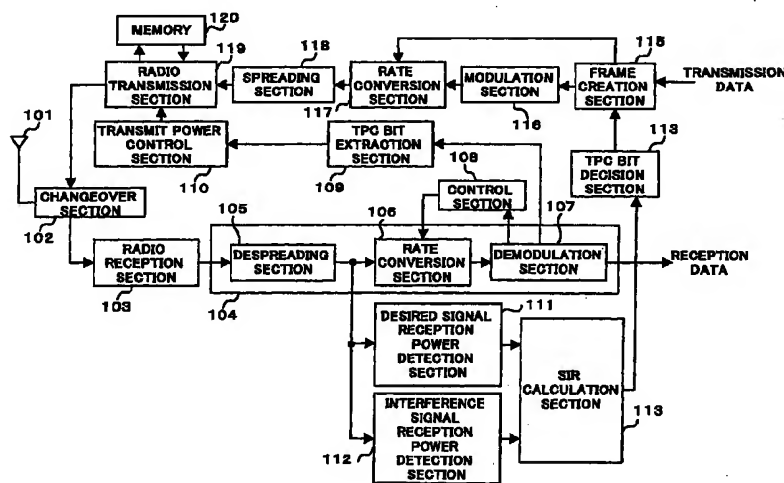 120
MEMORY
119
118
115
RADIO
TRANSMISSION
SECTION
SPREADING
SECTION
RATE
CONVERSION
SECTION
MODULATION
SECTION
FRAME
CREATION
SECTION
TRANSMISSION
DATA
117
116
101
TRANSMIT POWER
CONTROL
SECTION
110
TPC BIT
EXTRACTION
SECTION
109
113
TPC BIT
DECISION
SECTION
108
CONTROL
SECTION
CHANGEOVER
SECTION
102
105
106
107
RADIO
RECEPTION
SECTION
103
DESPREADING
SECTION
RATE
CONVERSION
SECTION
DEMODULATION
SECTION
RECEPTION
DATA
104
111
DESIRED SIGNAL
RECEPTION
POWER
DETECTION
SECTION
SIR
CALCULATION
SECTION
113
INTERFERENCE
SIGNAL
RECEPTION
POWER
DETECTION
SECTION
112